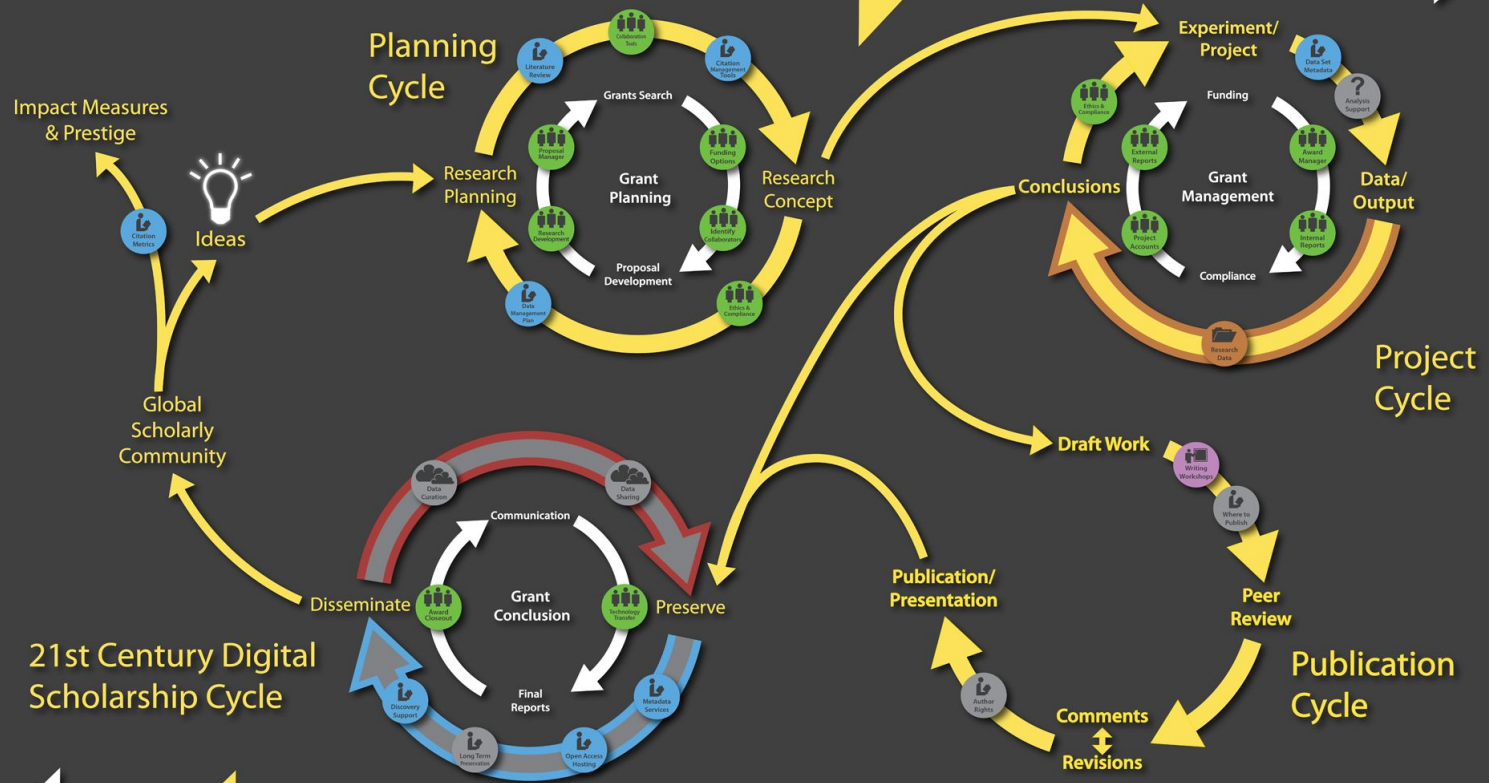 Planning
Cycle
Literature
Review
Collaborative
Tools
Citation
Management
Tools
Grants Search
Proposal
Manager
Funding
Options
Research
Planning
Grant
Planning
Research
Concept
Research
Development
Identify
Collaborators
Proposal
Development
Data
Management
Plan
Ethics &
Compliance
Impact Measures
& Prestige
Citation
Metrics
Ideas
Global
Scholarly
Community
Experiment/
Project
Data Set
Metadata
Analysis
Support
Ethics &
Compliance
Funding
External
Reports
Award
Manager
Conclusions
Grant
Management
Data/
Output
Project
Accounts
Internal
Reports
Compliance
Research
Data
Project
Cycle
Draft Work
Writing
Workshops
Where to
Publish
Peer
Review
Publication/
Presentation
Author
Rights
Comments
Revisions
Publication
Cycle
Data
Curation
Data
Sharing
Communication
Disseminate
Award
Closeout
Grant
Conclusion
Technology
Transfer
Preserve
Final
Reports
Discovery
Support
Metadata
Services
Long Term
Preservation
Open Access
Hosting
21st Century Digital
Scholarship Cycle